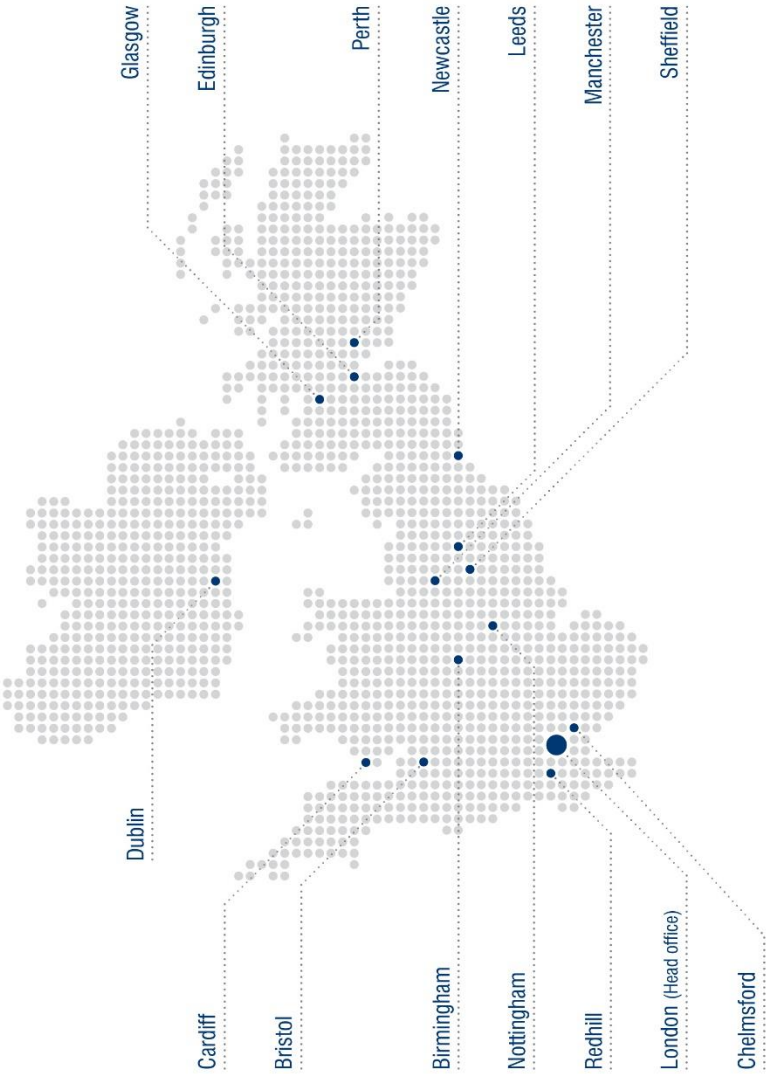 Glasgow
Edinburgh
Perth
Newcastle
Leeds
Manchester
Sheffield
Dublin
Cardiff
Bristol
Birmingham
Nottingham
Redhill
London (Head office)
Chelmsford